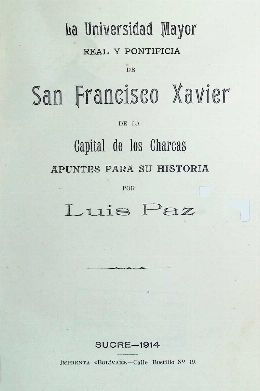 La Universidad Mayor
REAL Y PONTIFICIA
DE
San Francisco Xavier
DE LA
Capital de los Charcas
APUNTES PARA SU HISTORIA
POR
Luis Paz
SUCRE—1914
IMPRENTA «BOLÍVAR».—Calle Bustillo Nº 19.